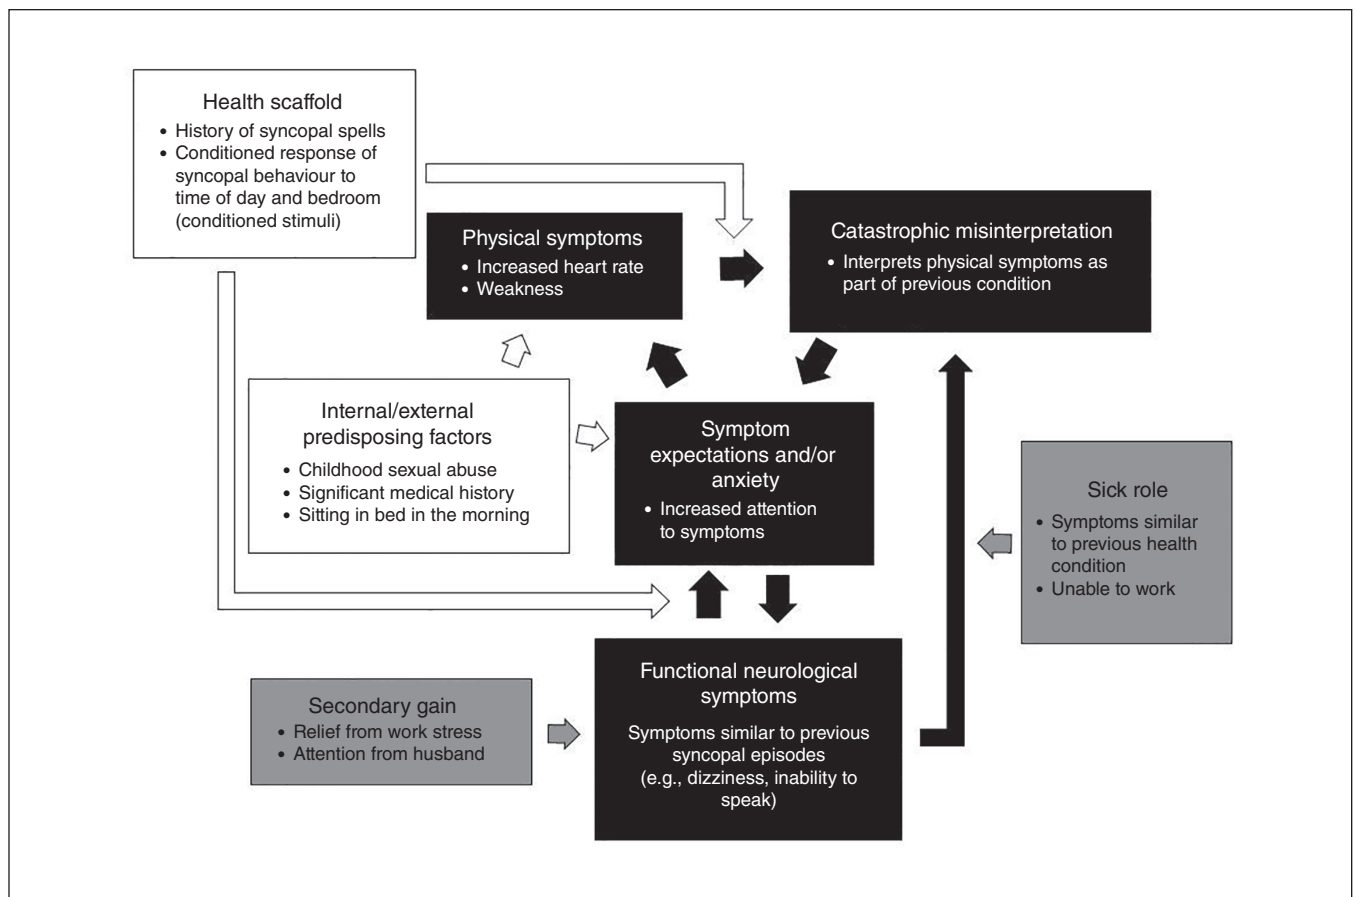 Health scaffold
• History of syncopal spells
• Conditioned response of
syncopal behaviour to
time of day and bedroom
(conditioned stimuli)
Physical symptoms
• Increased heart rate
• Weakness
Catastrophic misinterpretation
• Interprets physical symptoms as
part of previous condition
Internal/external
predisposing factors
• Childhood sexual abuse
• Significant medical history
• Sitting in bed in the morning
Symptom
expectations and/or
anxiety
• Increased attention
to symptoms
Sick role
• Symptoms similar
to previous health
condition
• Unable to work
Secondary gain
• Relief from work stress
• Attention from husband
Functional neurological
symptoms
Symptoms similar to previous
syncopal episodes
(e.g., dizziness, inability to
speak)